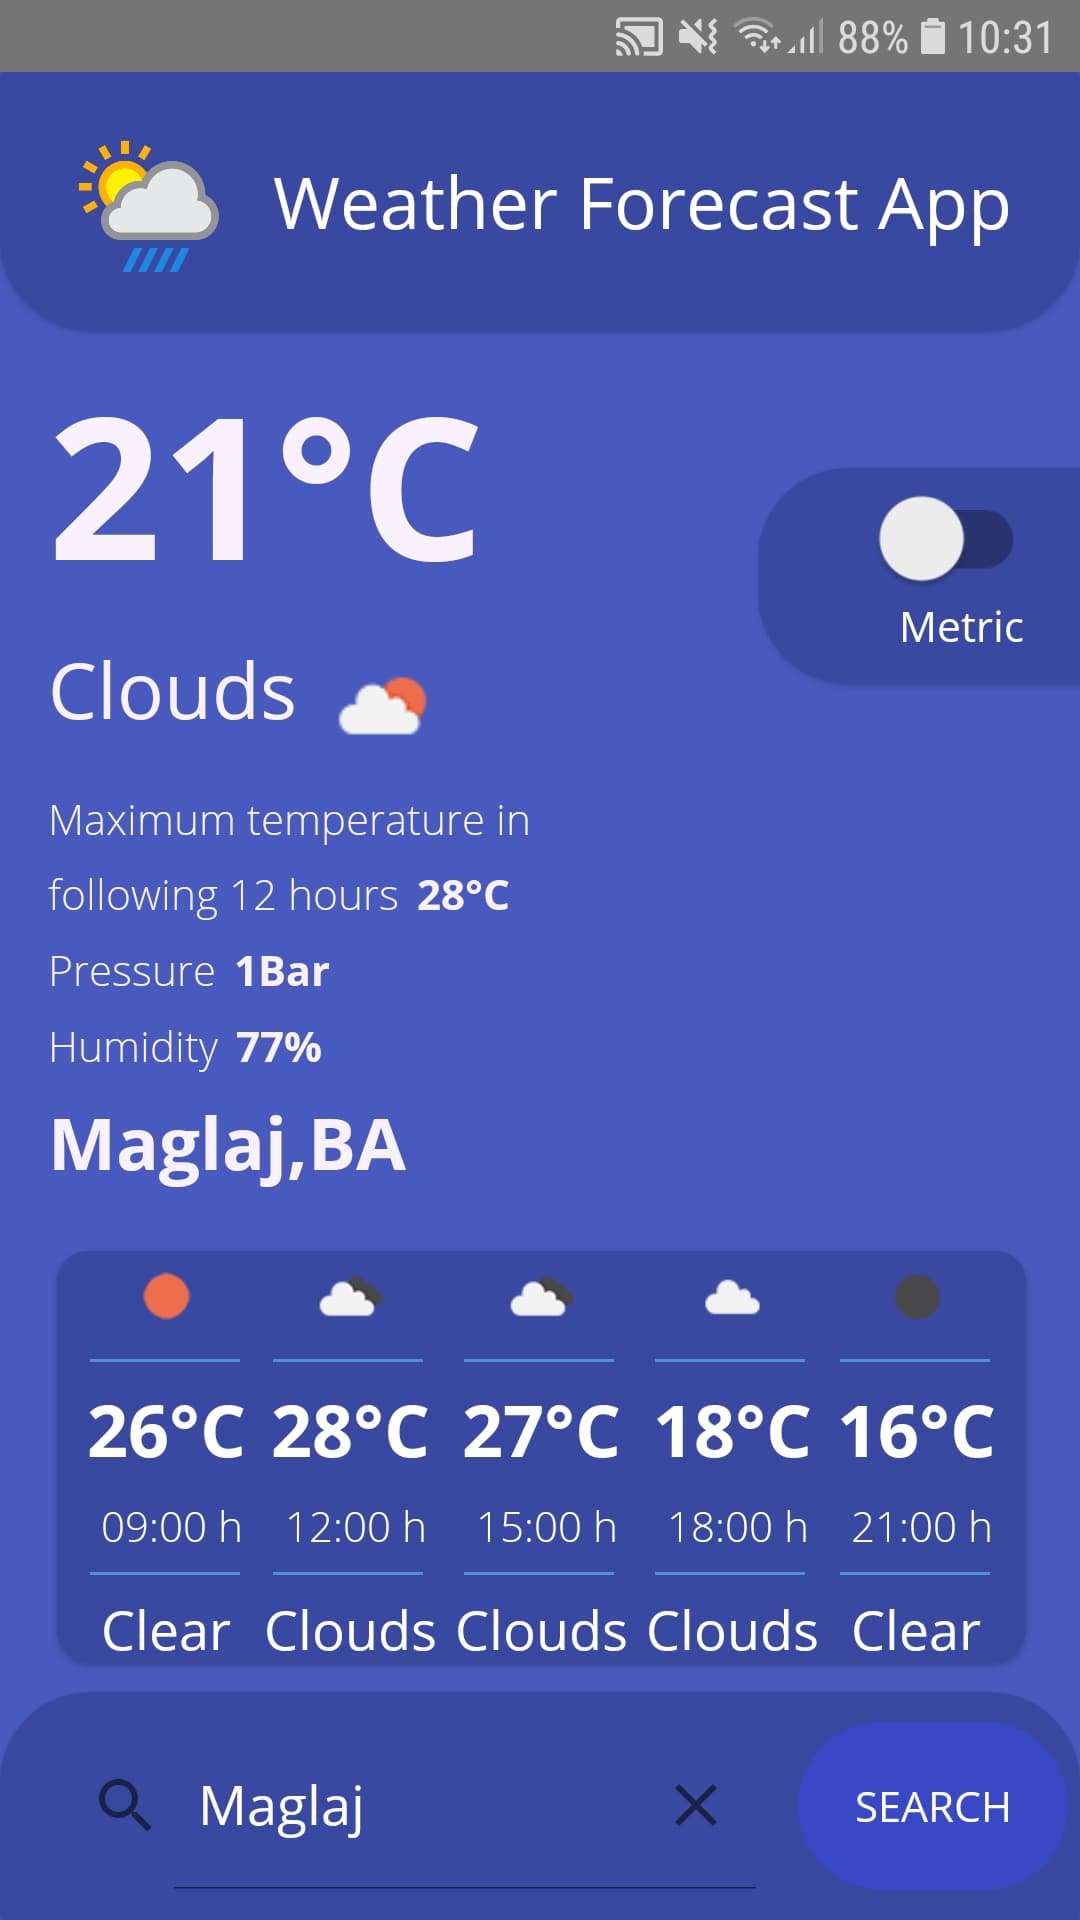 88% 10:31
Weather Forecast App
21°C
Metric
Clouds
Maximum temperature in
following 12 hours 28°C
Pressure 1Bar
Humidity 77%
Maglaj,BA
26°C 28°C 27°C 18°C 16°C
09:00 h 12:00 h 15:00 h 18:00 h 21:00 h
Clear Clouds Clouds Clouds Clear
Maglaj SEARCH